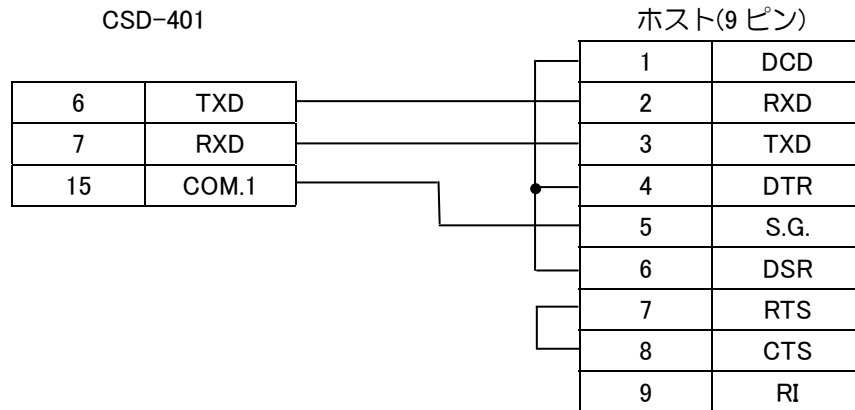 CSD-401
ホスト(9 ピン)
1 DCD
6 TXD 2 RXD
7 RXD 3 TXD
15 COM.1 4 DTR
5 S.G.
6 DSR
7 RTS
8 CTS
9 RI